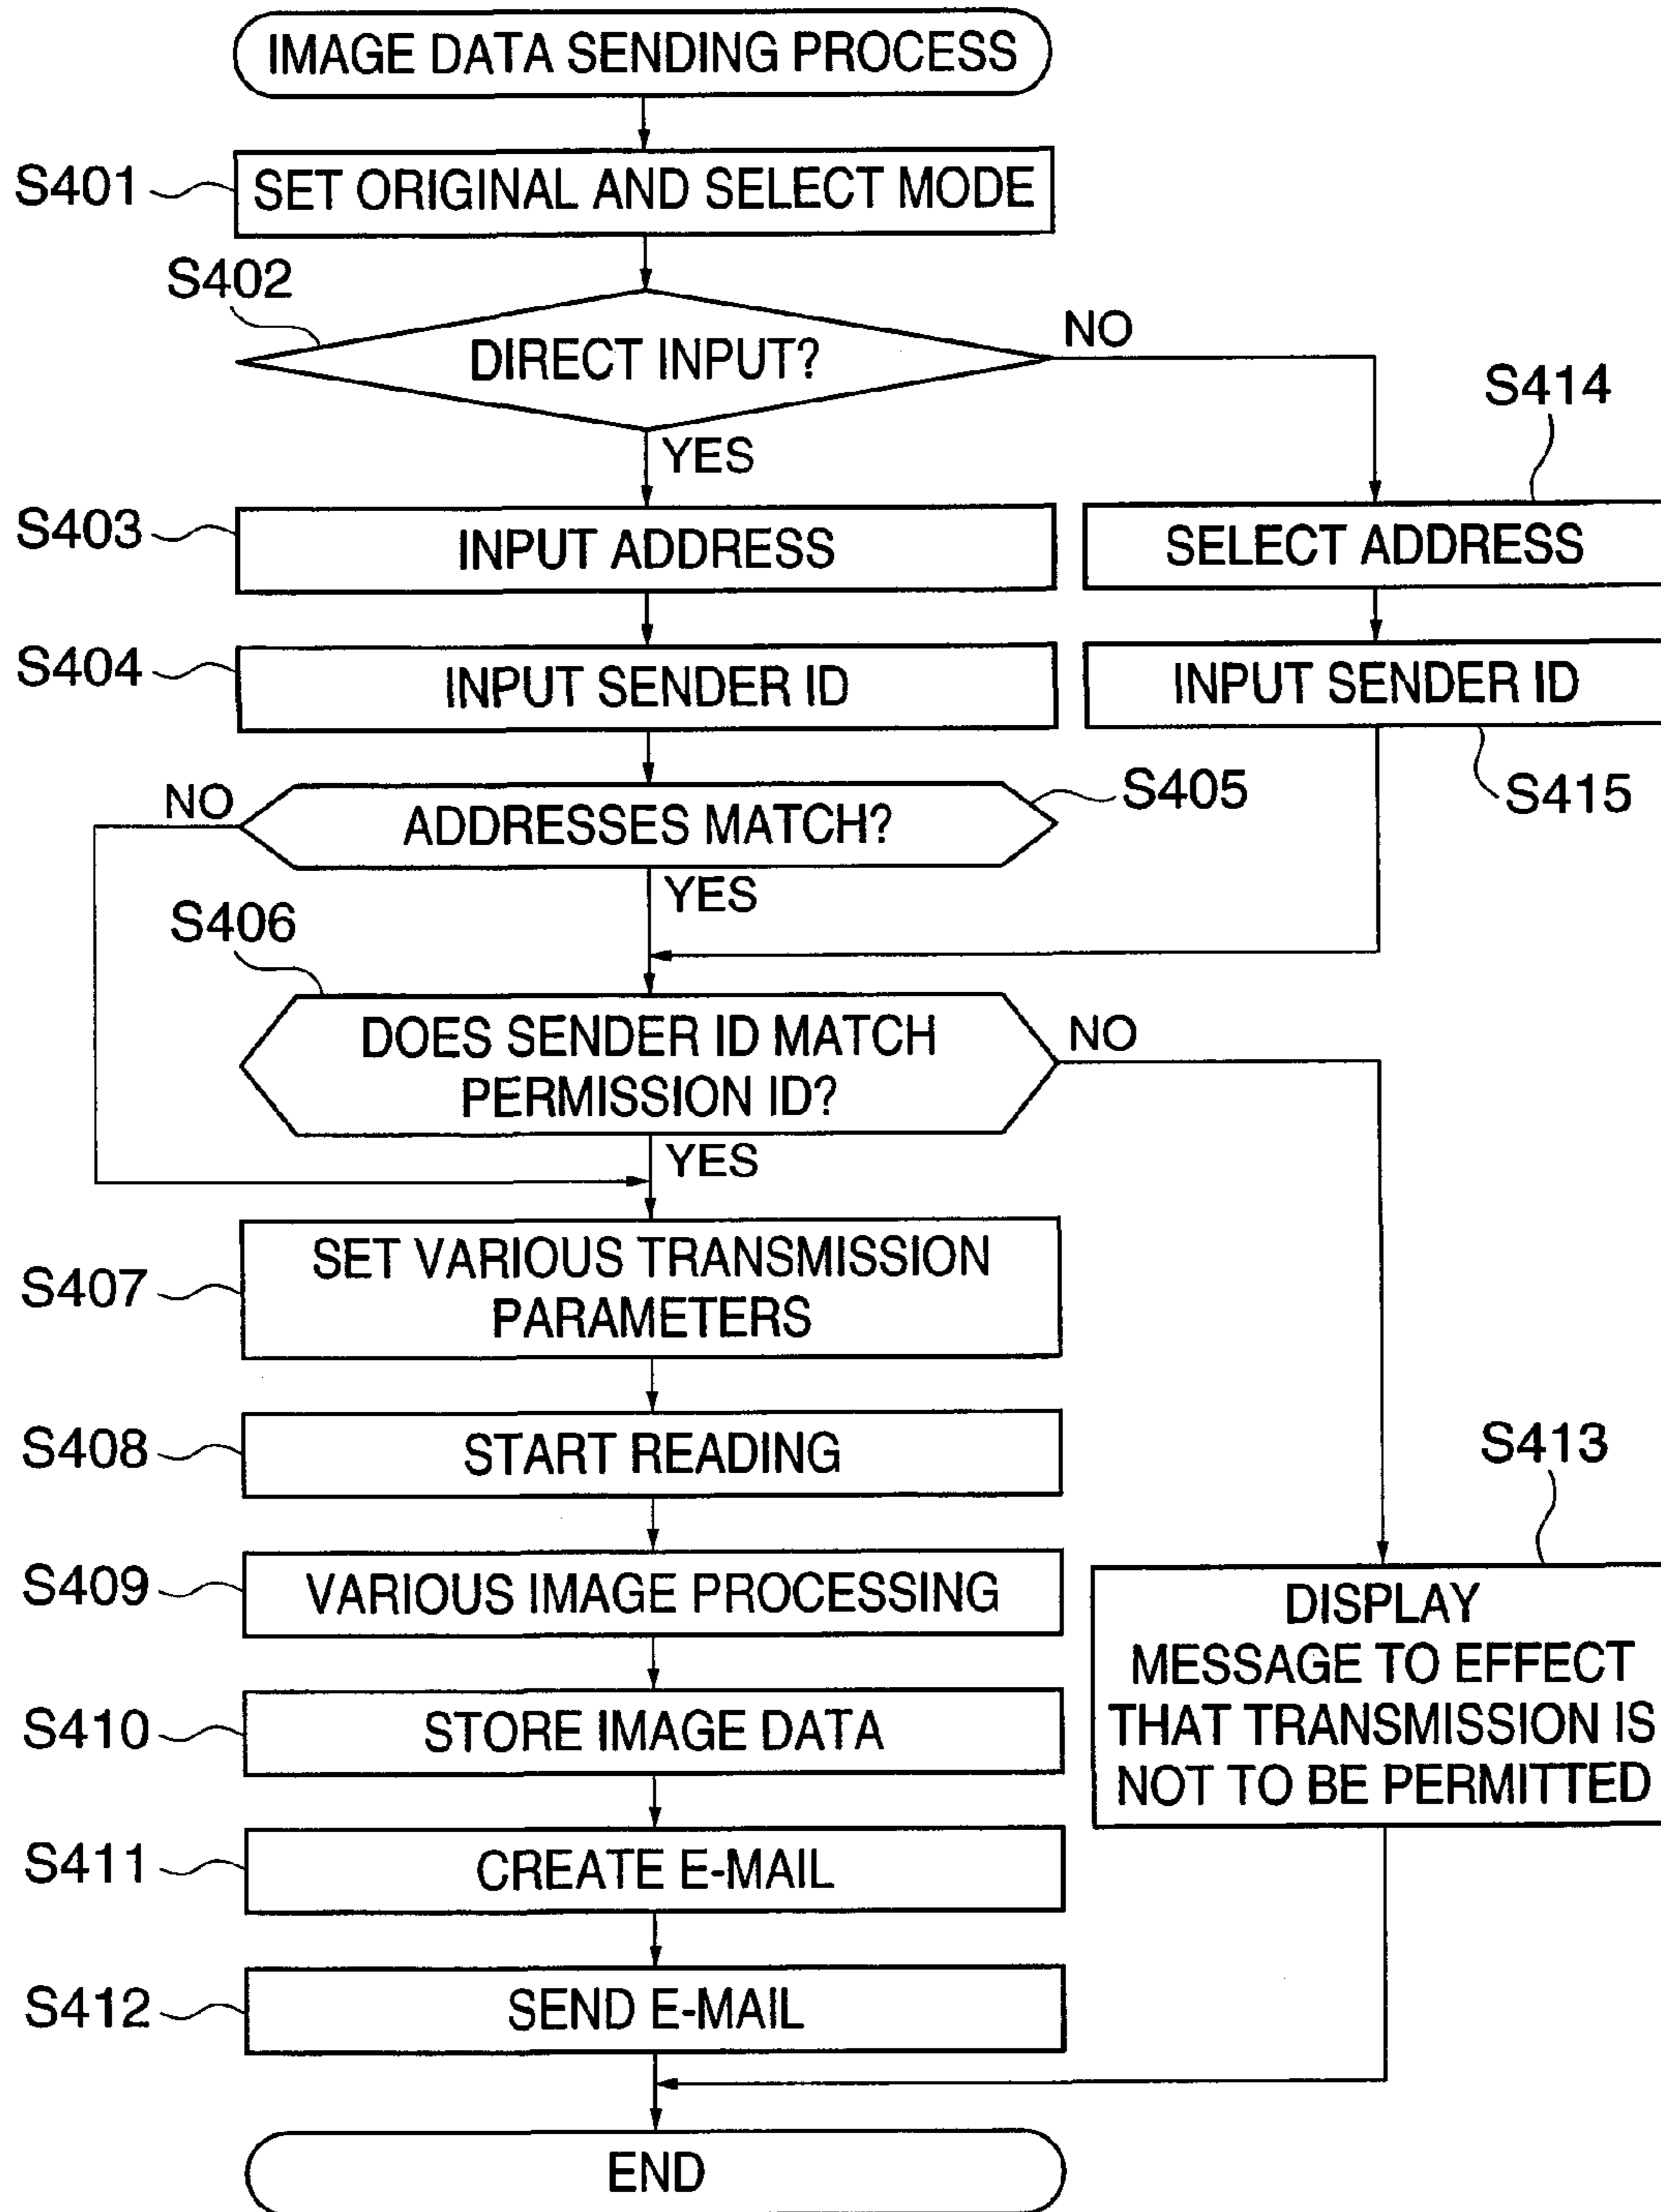 IMAGE DATA SENDING PROCESS
S401
SET ORIGINAL AND SELECT MODE
S402
DIRECT INPUT?
NO
YES
S414
S403
INPUT ADDRESS
SELECT ADDRESS
S404
INPUT SENDER ID
INPUT SENDER ID
NO
ADDRESSES MATCH?
S405
S415
YES
S406
DOES SENDER ID MATCH
PERMISSION ID?
NO
YES
S407
SET VARIOUS TRANSMISSION
PARAMETERS
S408
START READING
S413
S409
VARIOUS IMAGE PROCESSING
DISPLAY
MESSAGE TO EFFECT
THAT TRANSMISSION IS
NOT TO BE PERMITTED
S410
STORE IMAGE DATA
S411
CREATE E-MAIL
S412
SEND E-MAIL
END